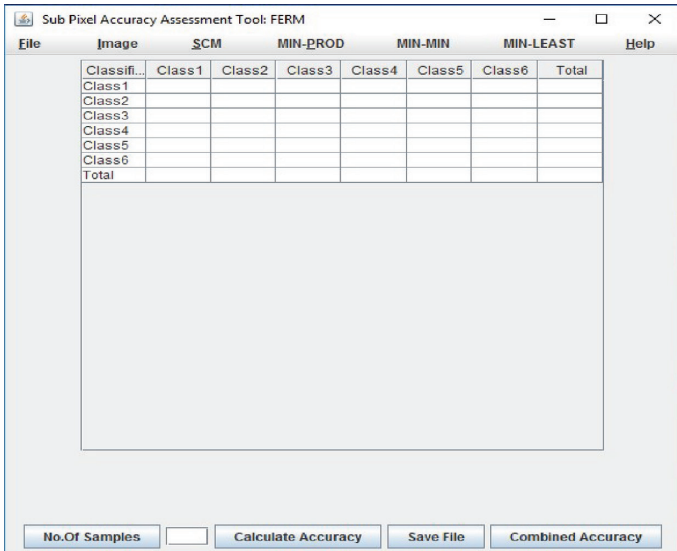 Sub Pixel Accuracy Assessment Tool: FERM
File Image SCM MIN-PROD MIN-MIN MIN-LEAST Help
Classifi... Class1 Class2 Class3 Class4 Class5 Class6 Total
Class1
Class2
Class3
Class4
Class5
Class6
Total
No.Of Samples Calculate Accuracy Save File Combined Accuracy